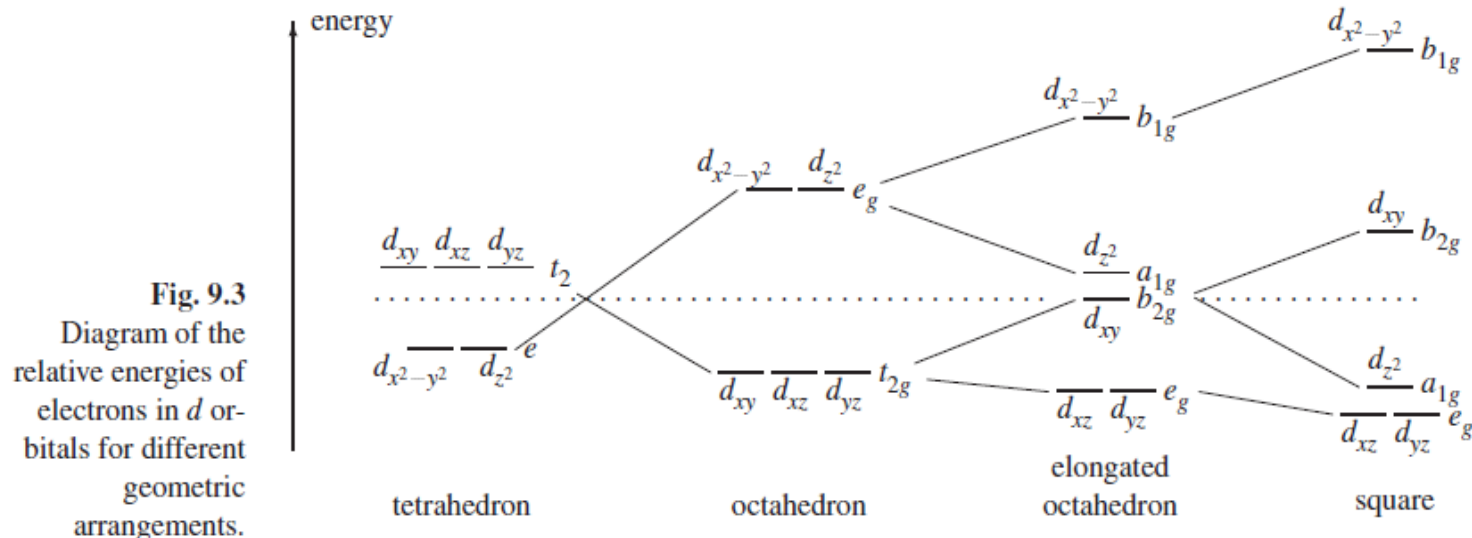 energy
d_{x²−y²} b_{1g}
d_{x²−y²} b_{1g}
d_{x²−y²} d_{z²} e_g
d_{xy} b_{2g}
d_{xy} d_{xz} d_{yz} t_2
d_{z²} a_{1g}
b_{2g}
d_{xy}
d_{x²−y²} d_{z²} e
d_{xy} d_{xz} d_{yz} t_{2g}
d_{xz} d_{yz} e_g
d_{z²} a_{1g}
d_{xz} d_{yz} e_g
tetrahedron
octahedron
elongated
octahedron
square
Fig. 9.3
Diagram of the
relative energies of
electrons in d or-
bitals for different
geometric
arrangements.